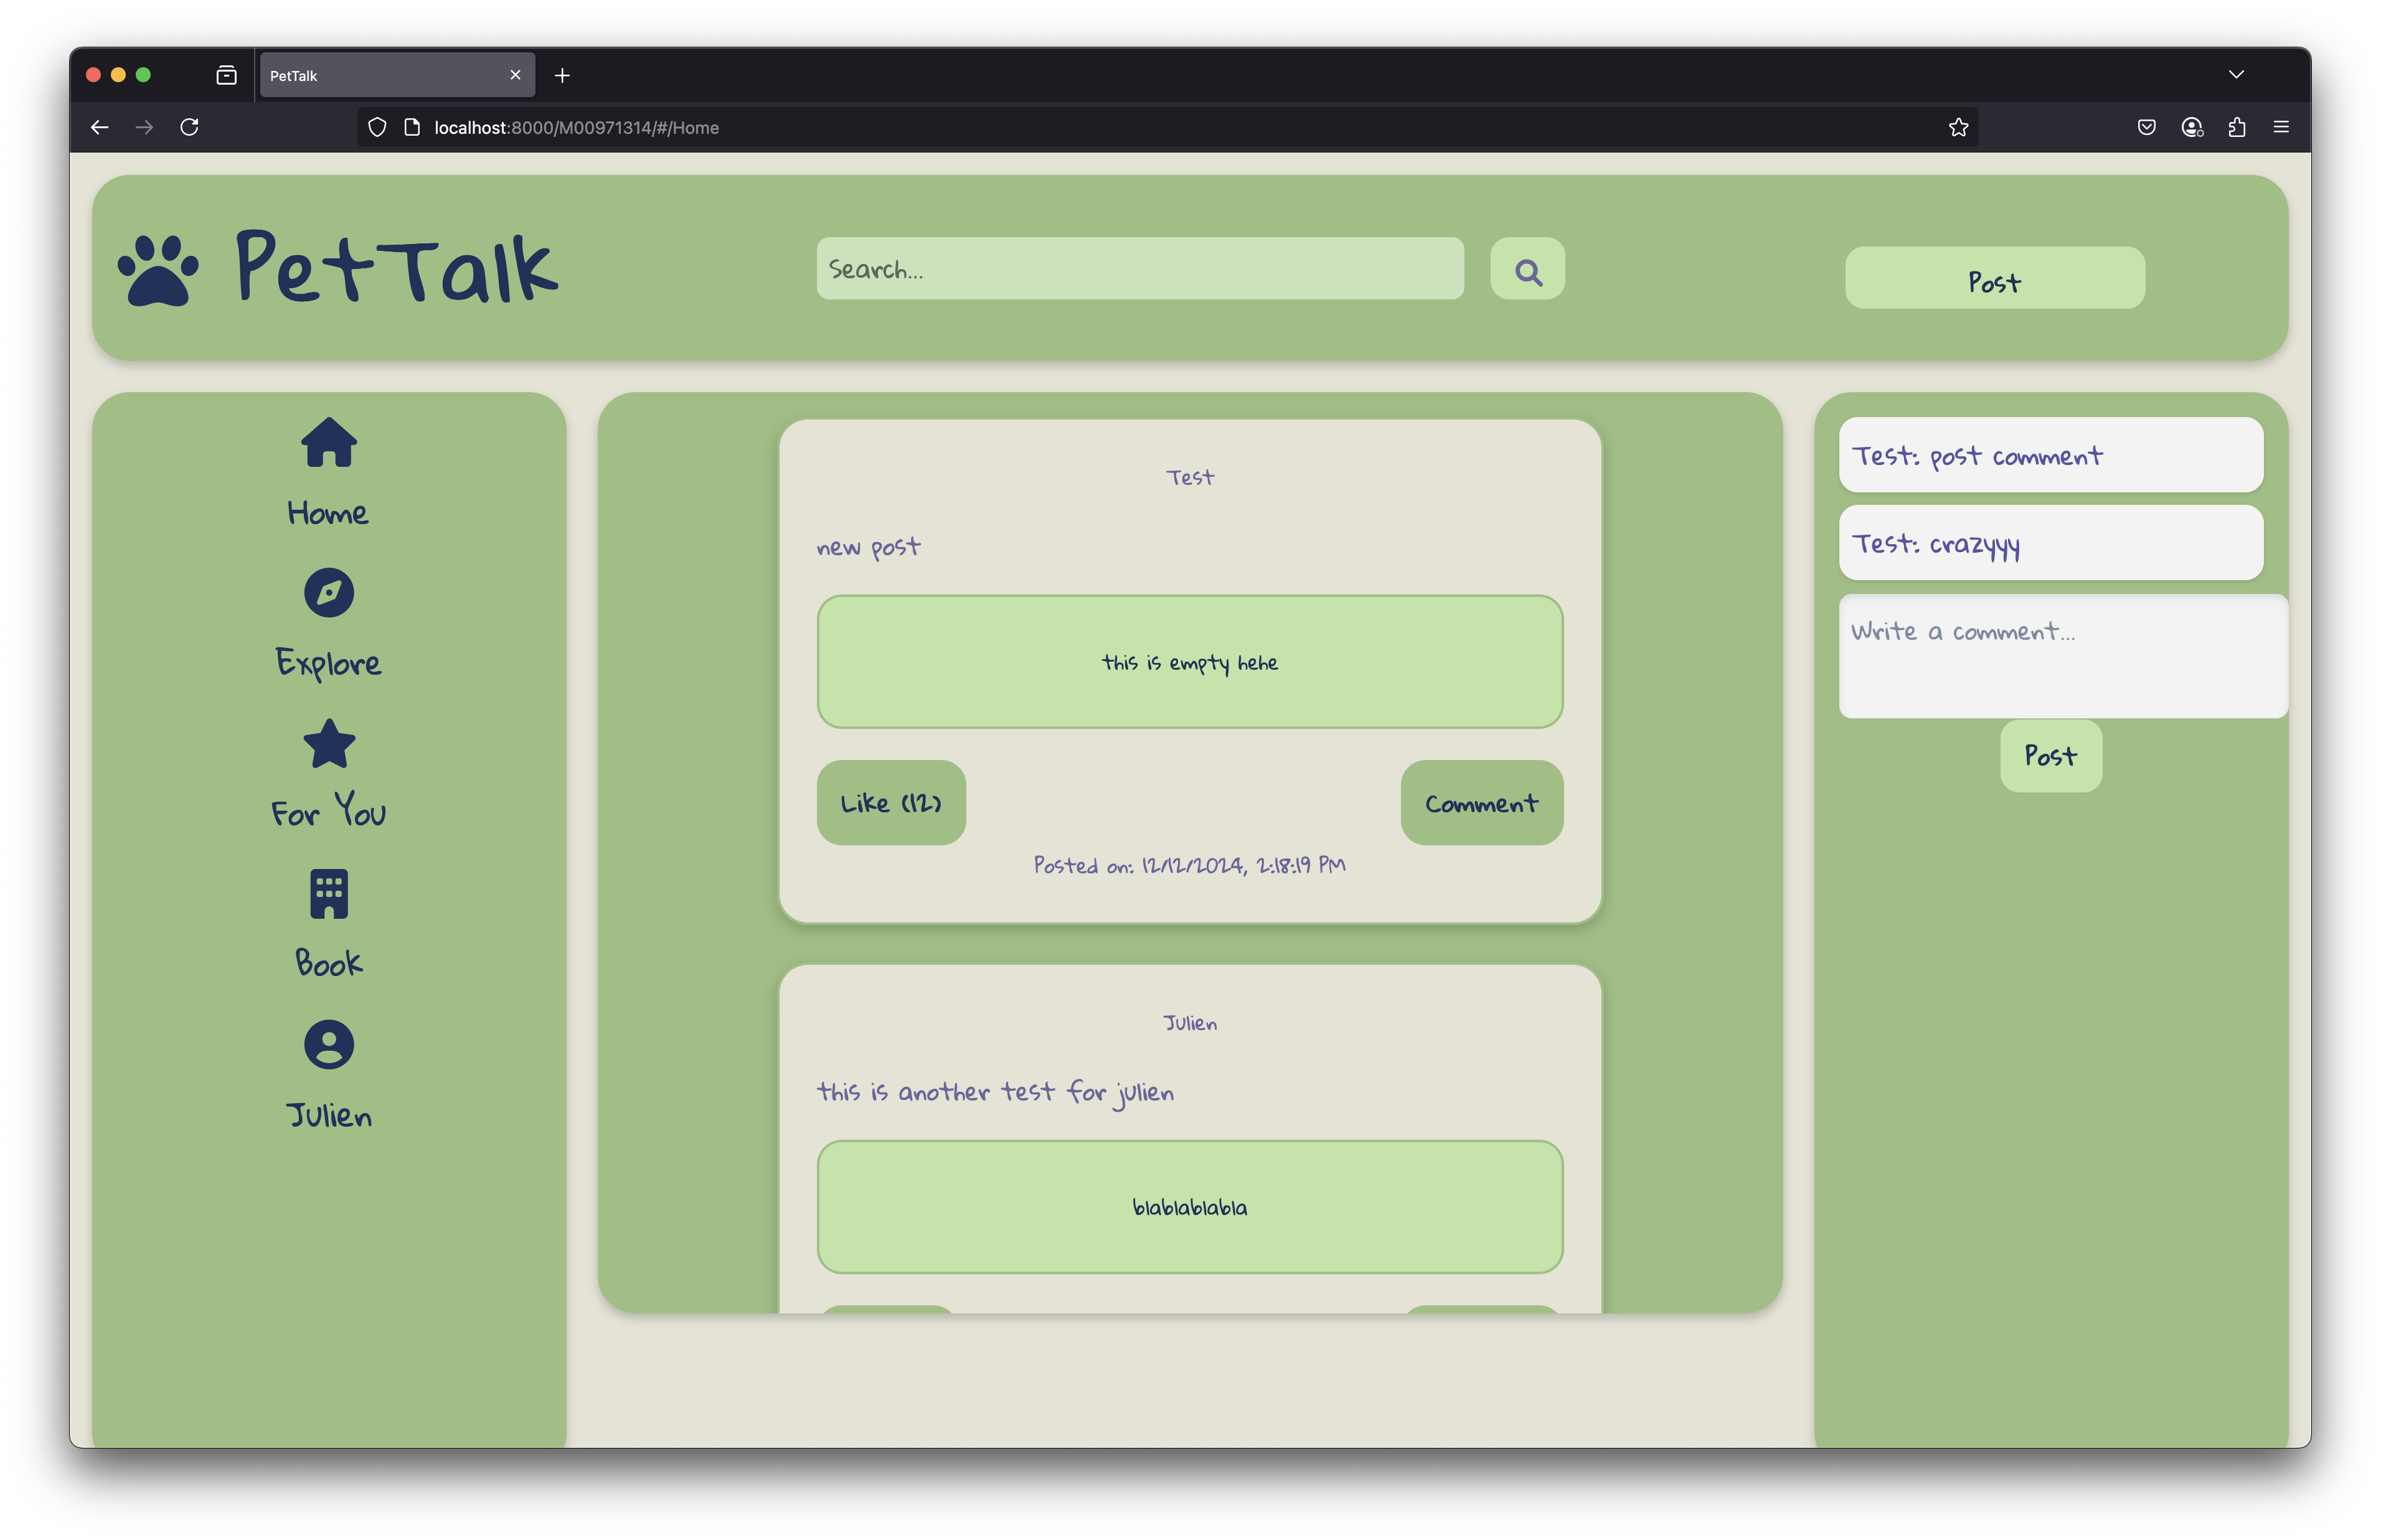 PetTalk
localhost:8000/M00971314/#/Home
PetTalk
Search...
Post
Home
Explore
For You
Book
Julien
Test
new post
this is empty hehe
Like (12)
Comment
Posted on: 12/12/2024, 2:18:19 PM
Julien
this is another test for julien
blablablabla
Test: post comment
Test: crazyyy
Write a comment...
Post